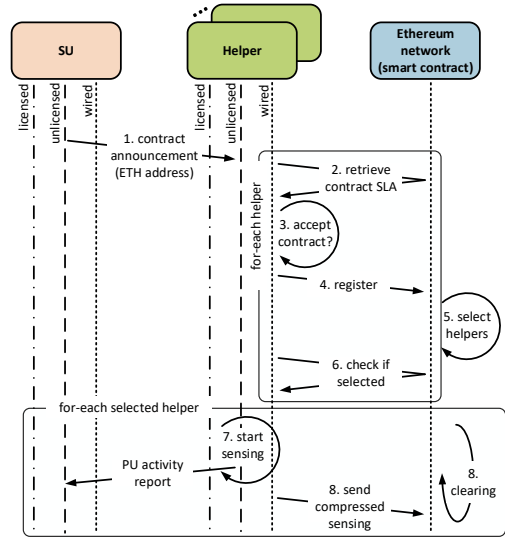 SU
Helper
Ethereum
network
(smart contract)
licensed
unlicensed
wired
licensed
unlicensed
wired
1. contract
announcement
(ETH address)
for-each helper
2. retrieve
contract SLA
3. accept
contract?
4. register
5. select
helpers
6. check if
selected
for-each selected helper
7. start
sensing
PU activity
report
8. send
compressed
sensing
8.
clearing